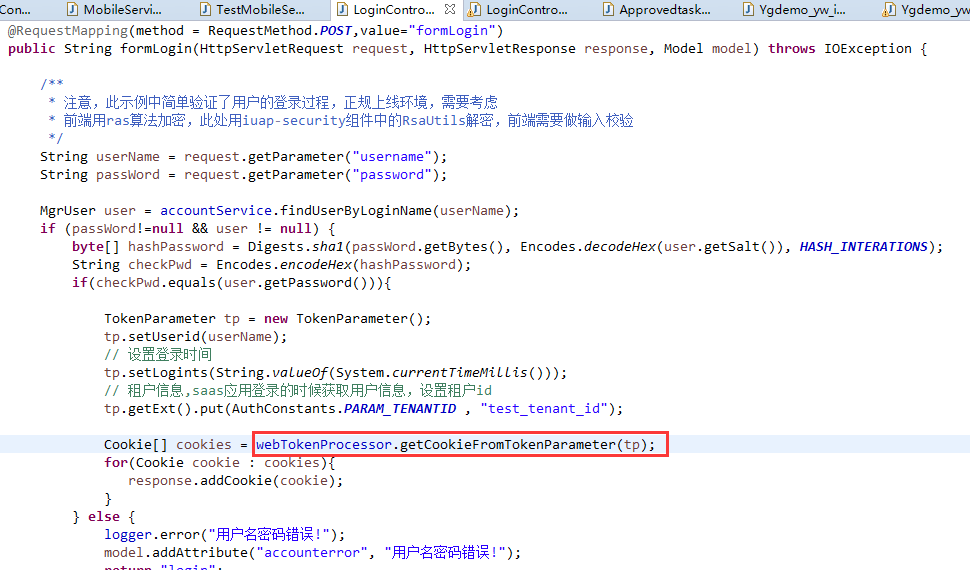 Con...
MobileServi...
TestMobileSe...
LoginContro...
LoginContro...
Approvedtask...
Ygdemo_yw_i...
Ygdemo_yw
@RequestMapping(method = RequestMethod.POST,value="formLogin")
public String formLogin(HttpServletRequest request, HttpServletResponse response, Model model) throws IOException {
/**
* 注意，此示例中简单验证了用户的登录过程，正规上线环境，需要考虑
* 前端用ras算法加密，此处用iuap-security组件中的RsaUtils解密，前端需要做输入校验
*/
String userName = request.getParameter("username");
String passWord = request.getParameter("password");
MgrUser user = accountService.findUserByLoginName(userName);
if (passWord!=null && user != null) {
byte[] hashPassword = Digests.sha1(passWord.getBytes(), Encodes.decodeHex(user.getSalt()), HASH_INTERATIONS);
String checkPwd = Encodes.encodeHex(hashPassword);
if(checkPwd.equals(user.getPassword())){
TokenParameter tp = new TokenParameter();
tp.setUserid(userName);
// 设置登录时间
tp.setLogints(String.valueOf(System.currentTimeMillis()));
// 租户信息,saas应用登录的时候获取用户信息，设置租户id
tp.getExt().put(AuthConstants.PARAM_TENANTID , "test_tenant_id");
Cookie[] cookies = webTokenProcessor.getCookieFromTokenParameter(tp);
for(Cookie cookie : cookies){
response.addCookie(cookie);
}
} else {
logger.error("用户名密码错误!");
model.addAttribute("accounterror", "用户名密码错误!");
return "login";